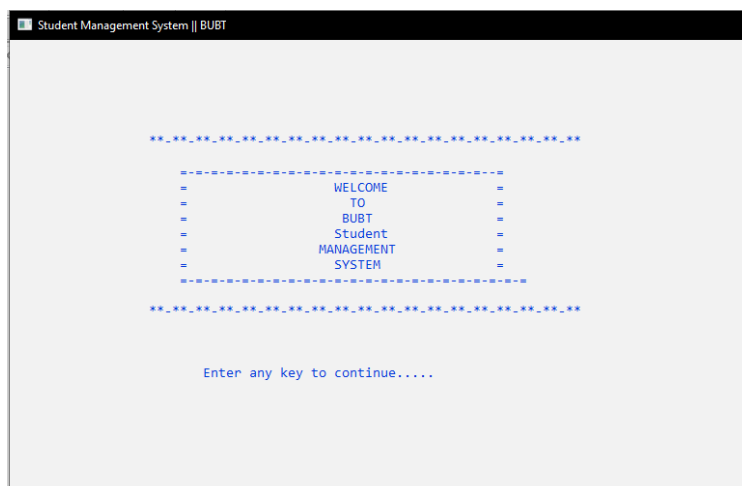 Student Management System || BUBT
**_**_**_**_**_**_**_**_**_**_**_**_**_**_**_**_**_**_**
=-=-=-=-=-=-=-=-=-=-=-=-=-=-=-=-=-=-=-=--=
= WELCOME =
= TO =
= BUBT =
= Student =
= MANAGEMENT =
= SYSTEM =
=-=-=-=-=-=-=-=-=-=-=-=-=-=-=-=-=-=-=-=-=-=-=
**_**_**_**_**_**_**_**_**_**_**_**_**_**_**_**_**_**_**
Enter any key to continue.....